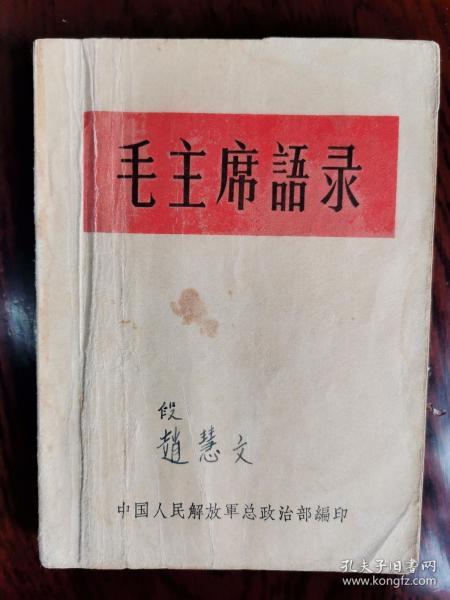 毛主席語录
段
趙慧文
中国人民解放軍总政治部編印
孔夫子旧书网
www.kongfz.com